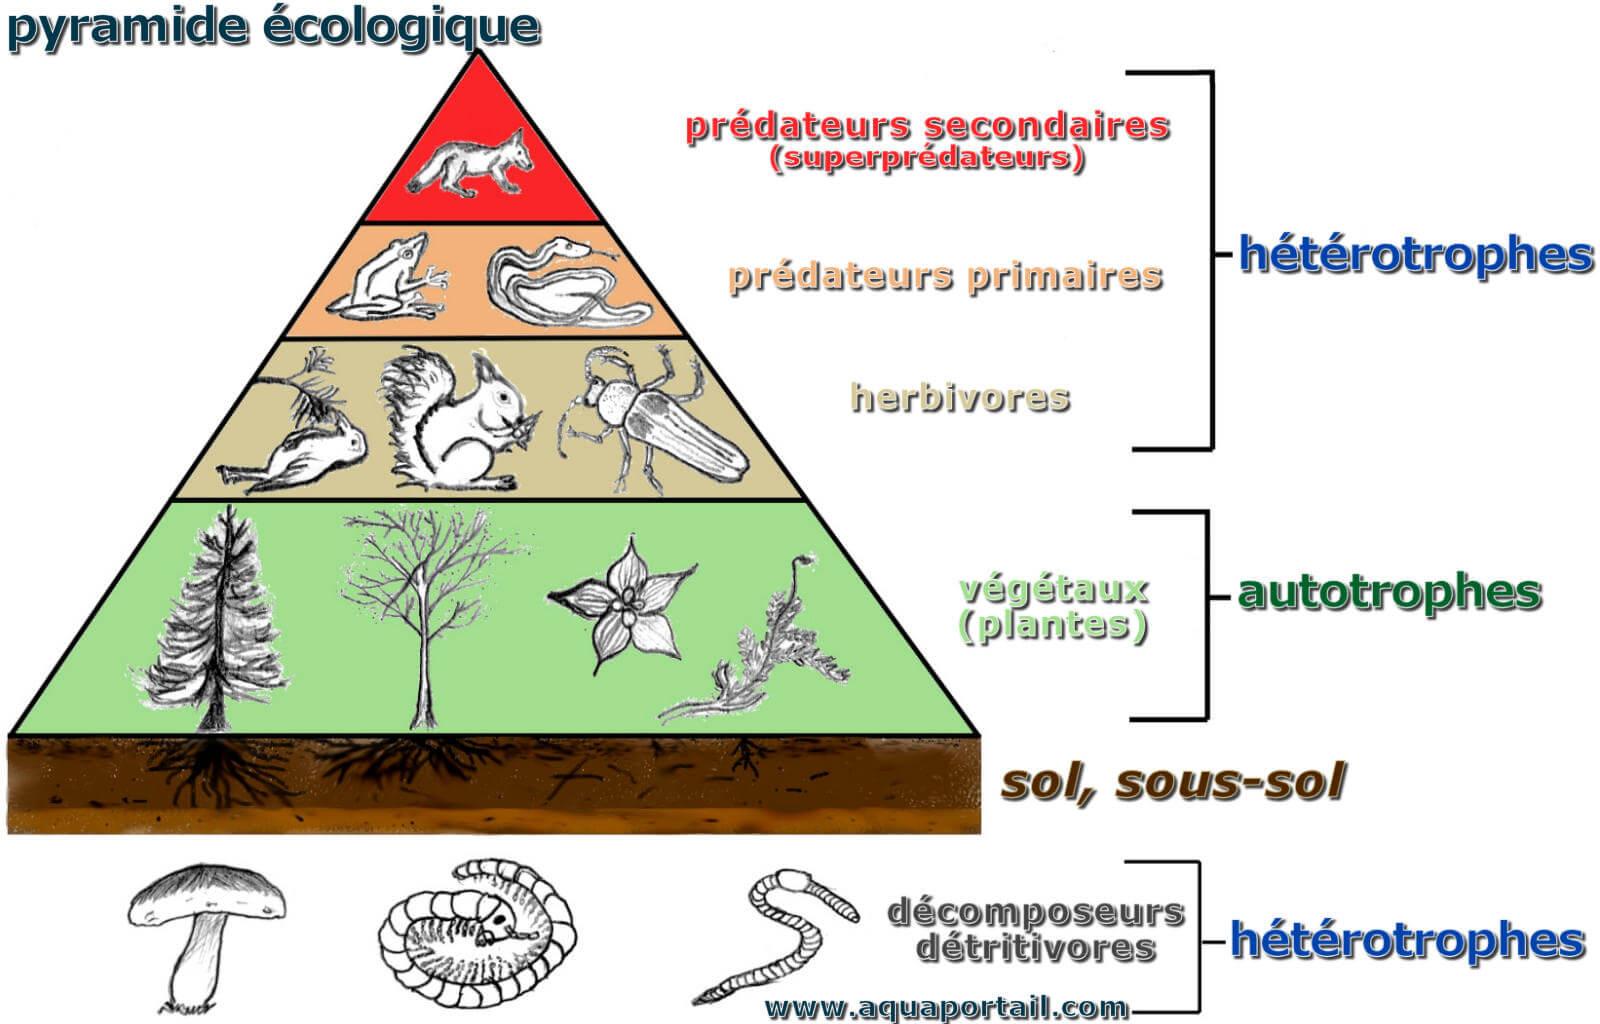 pyramide écologique
prédateurs secondaires
(superprédateurs)
prédateurs primaires
hétérotrophes
herbivores
végétaux
(plantes)
autotrophes
sol, sous-sol
décomposeurs
détritivores
hétérotrophes
www.aquaportail.com